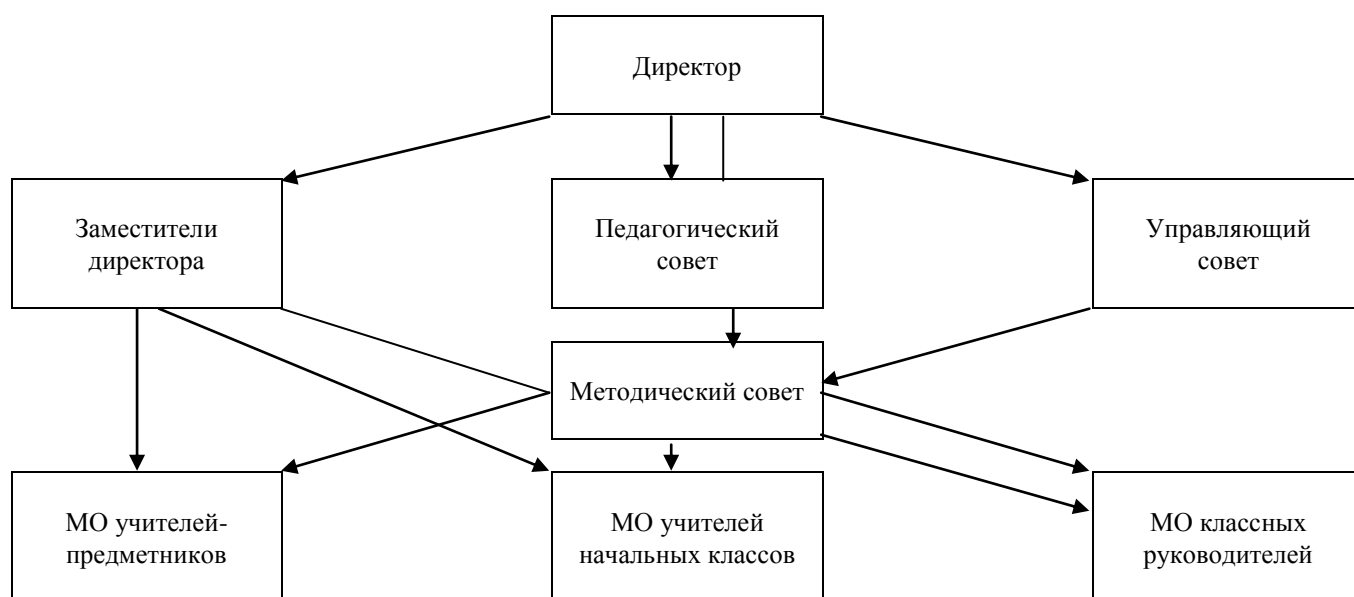 Директор
Заместители
директора
Педагогический
совет
Управляющий
совет
Методический совет
МО учителей-
предметников
МО учителей
начальных классов
МО классных
руководителей